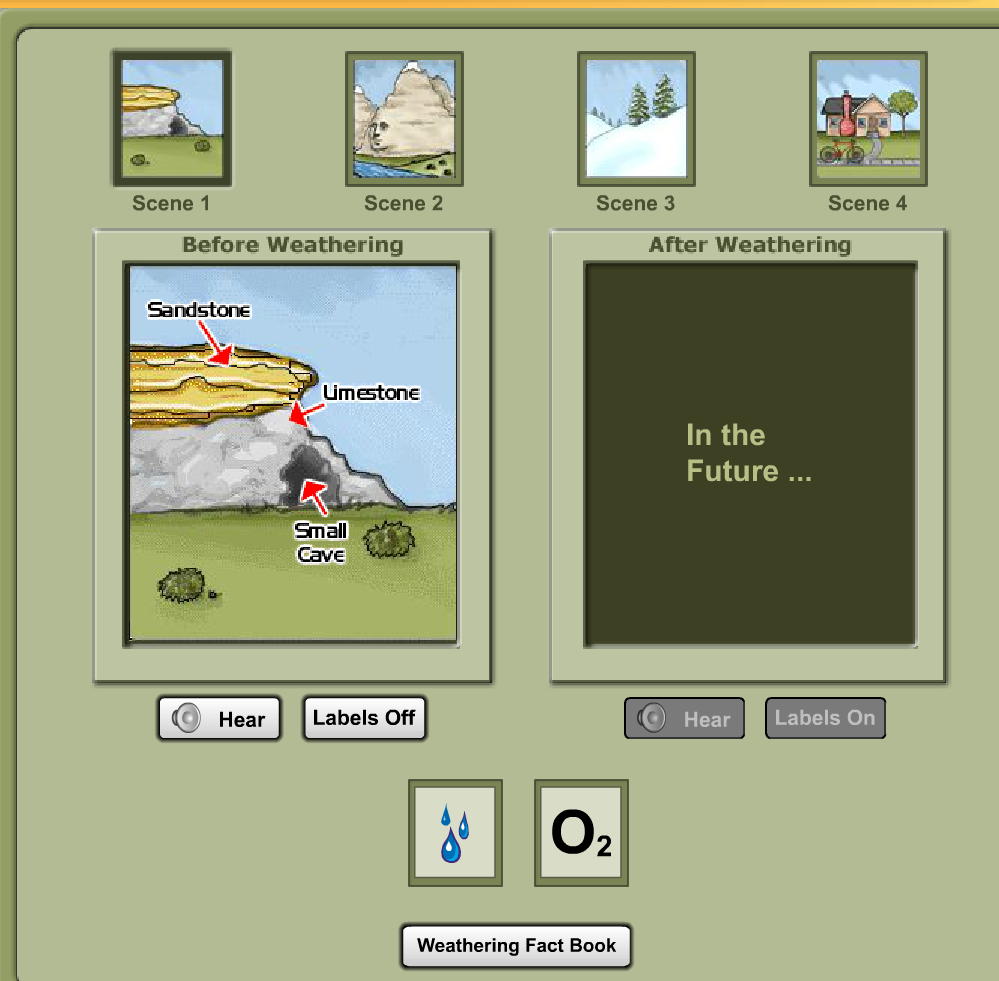 Scene 1
Scene 2
Scene 3
Scene 4
Before Weathering
Sandstone
Limestone
Small
Cave
Hear
Labels Off
After Weathering
In the
Future ...
Hear
Labels On
O₂
Weathering Fact Book